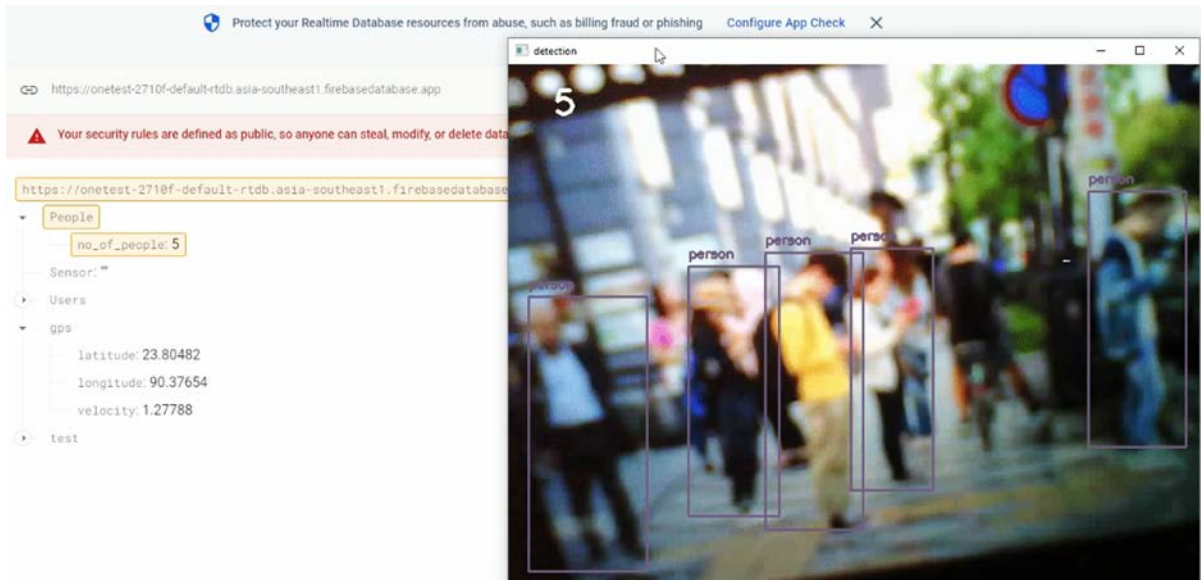 Protect your Realtime Database resources from abuse, such as billing fraud or phishing Configure App Check
detection
https://onetest-2710f-default-rtdb.asia-southeast1.firebasedatabase.app
Your security rules are defined as public, so anyone can steal, modify, or delete data
https://onetest-2710f-default-rtdb.asia-southeast1.firebasedatabase
People
no_of_people: 5
Sensor: ""
Users
gps
latitude: 23.80482
longitude: 90.37654
velocity: 1.27788
test
5
person
person
person
person
person